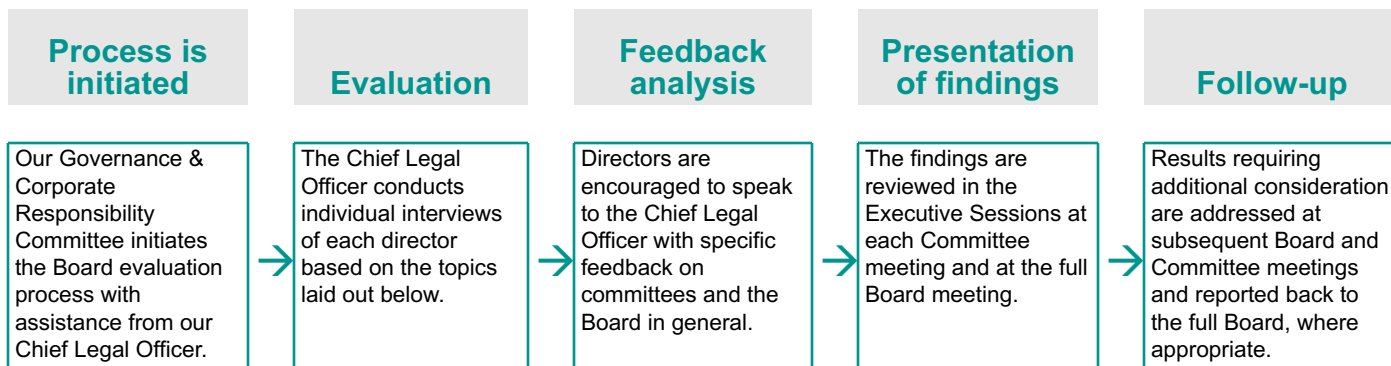 Process is
initiated
Evaluation
Feedback
analysis
Presentation
of findings
Follow-up
Our Governance &
Corporate
Responsibility
Committee initiates
the Board evaluation
process with
assistance from our
Chief Legal Officer.
The Chief Legal
Officer conducts
individual interviews
of each director
based on the topics
laid out below.
Directors are
encouraged to speak
to the Chief Legal
Officer with specific
feedback on
committees and the
Board in general.
The findings are
reviewed in the
Executive Sessions at
each Committee
meeting and at the full
Board meeting.
Results requiring
additional consideration
are addressed at
subsequent Board and
Committee meetings
and reported back to
the full Board, where
appropriate.